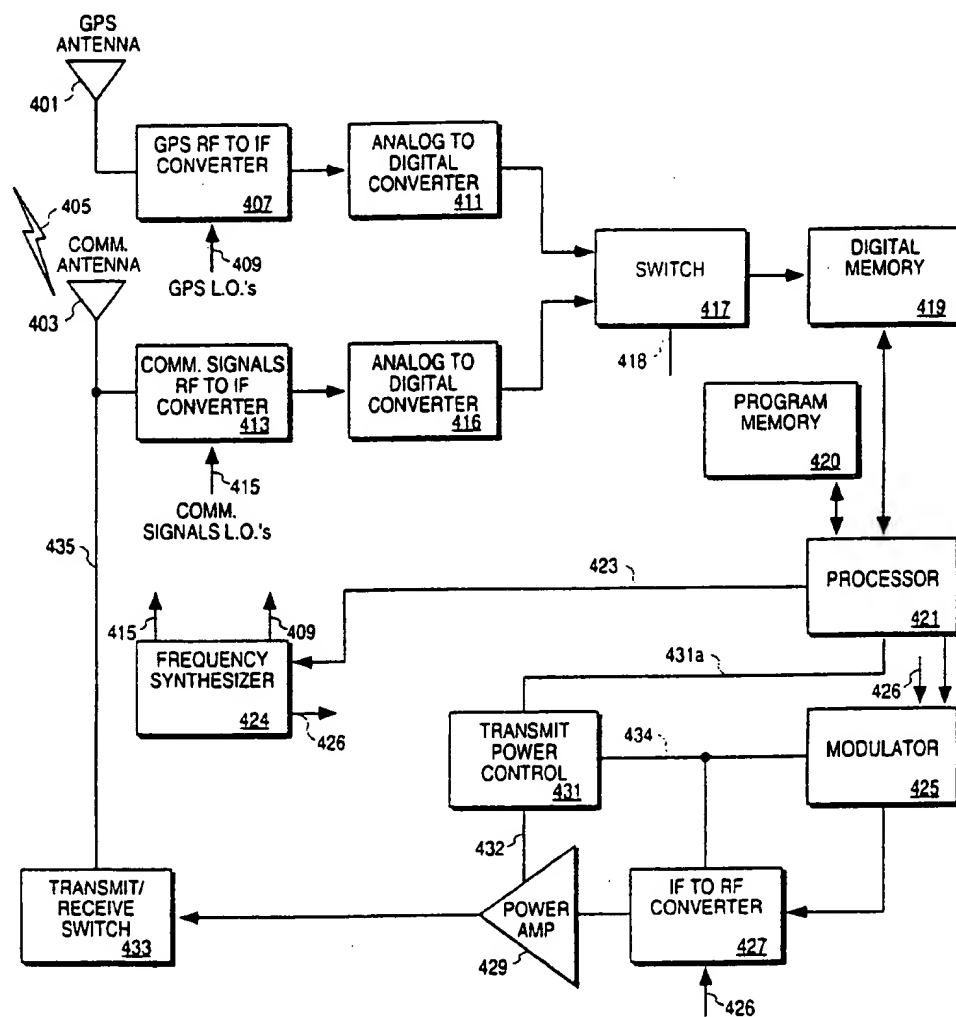 GPS
ANTENNA
401
GPS RF TO IF
CONVERTER
407
ANALOG TO
DIGITAL
CONVERTER
411
405
COMM.
ANTENNA
409
GPS L.O.'s
403
SWITCH
417
418
DIGITAL
MEMORY
419
COMM. SIGNALS
RF TO IF
CONVERTER
413
ANALOG TO
DIGITAL
CONVERTER
416
PROGRAM
MEMORY
420
415
COMM.
SIGNALS L.O.'s
435
423
PROCESSOR
421
415
409
FREQUENCY
SYNTHESIZER
424
426
431a
426
TRANSMIT
POWER
CONTROL
431
434
MODULATOR
425
432
TRANSMIT/
RECEIVE
SWITCH
433
POWER
AMP
429
IF TO RF
CONVERTER
427
426